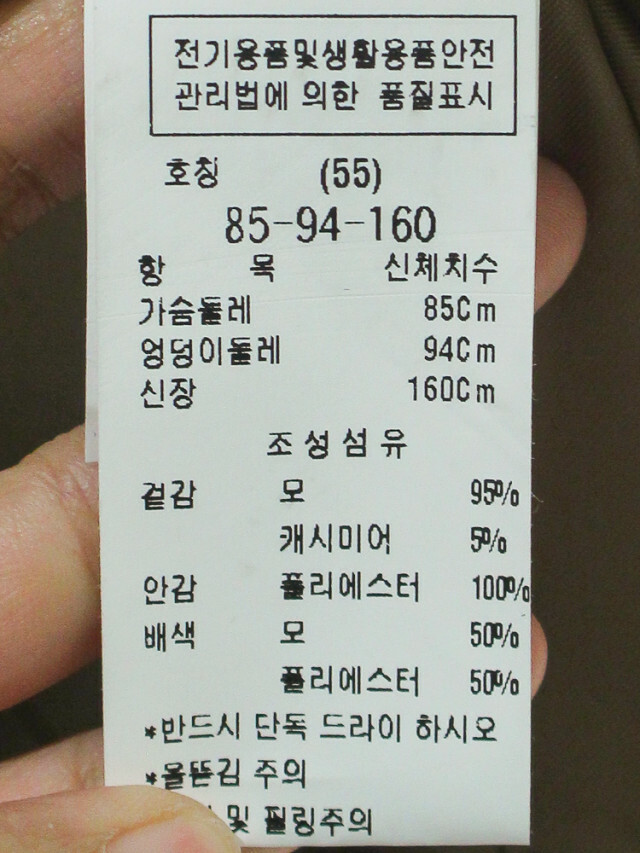 전기용품및생활용품안전
관리법에 의한 품질표시
호칭 (55)
85-94-160
항 목 신체치수
가슴둘레 85Cm
엉덩이둘레 94Cm
신장 160Cm
조성섬유
겉감 모 95%
캐시미어 5%
안감 폴리에스터 100%
배색 모 50%
폴리에스터 50%
*반드시 단독 드라이 하시오
*올뜯김 주의
및 필링주의